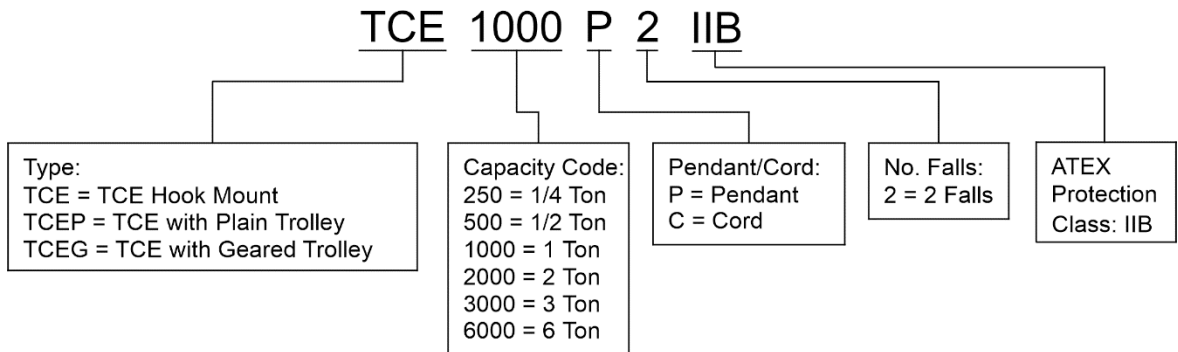 TCE 1000 P 2 IIB
Type:
TCE = TCE Hook Mount
TCEP = TCE with Plain Trolley
TCEG = TCE with Geared Trolley
Capacity Code:
250 = 1/4 Ton
500 = 1/2 Ton
1000 = 1 Ton
2000 = 2 Ton
3000 = 3 Ton
6000 = 6 Ton
Pendant/Cord:
P = Pendant
C = Cord
No. Falls:
2 = 2 Falls
ATEX
Protection
Class: IIB